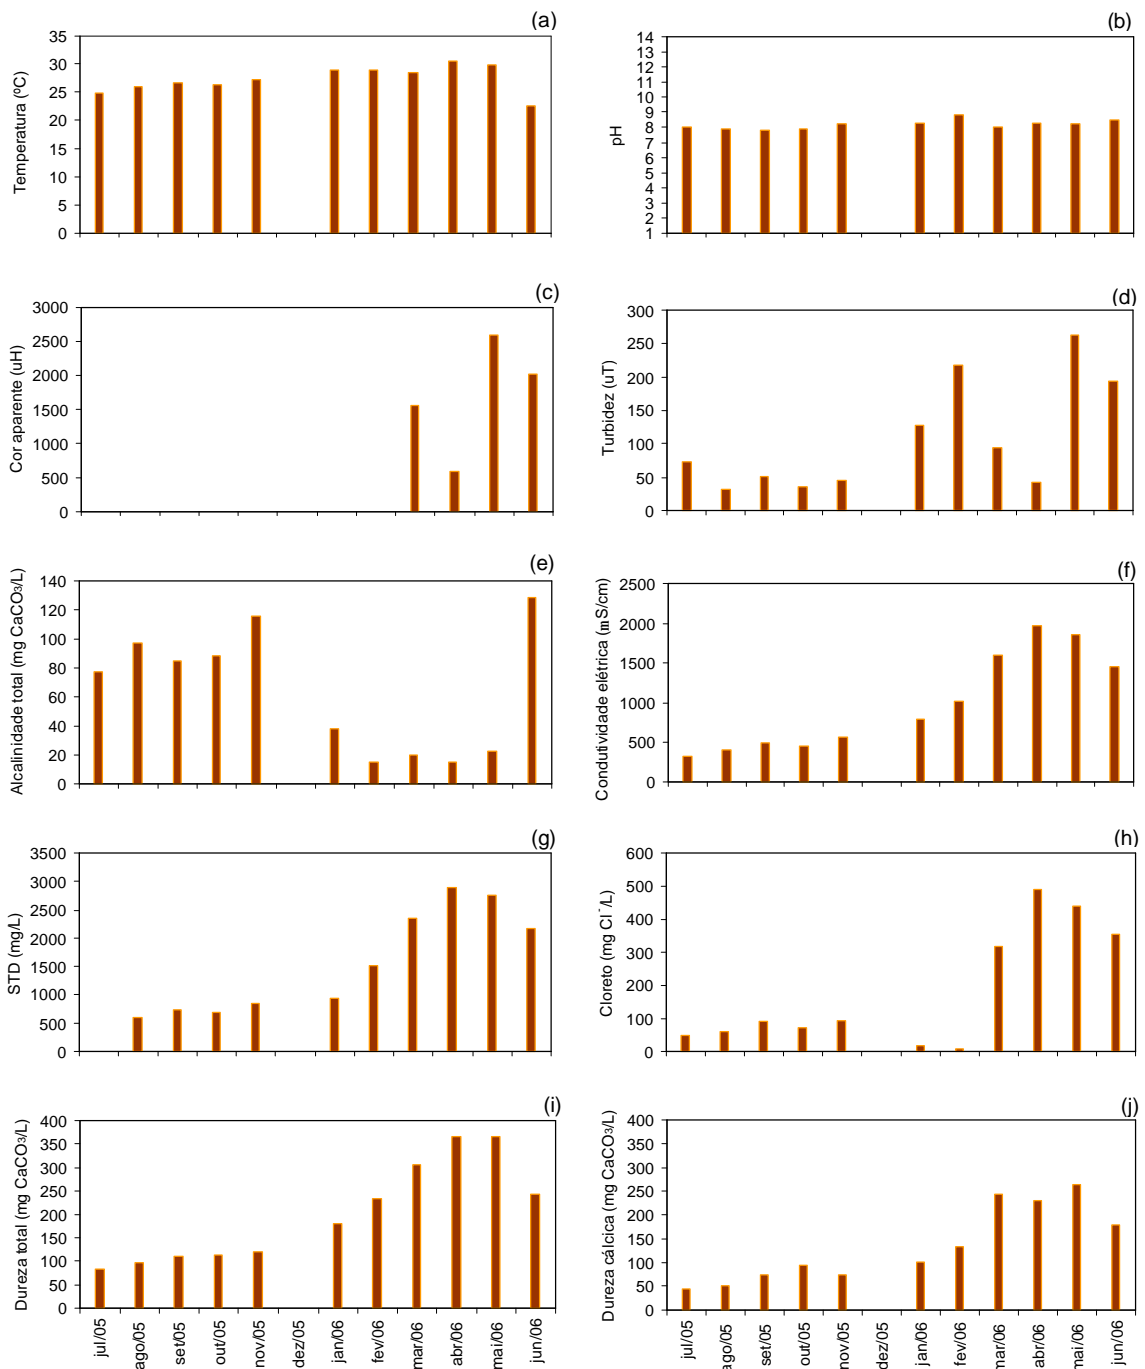 (a)
Temperatura (ºC)
35
30
25
20
15
10
5
0
(b)
pH
14
13
12
11
10
9
8
7
6
5
4
3
2
1
(c)
Cor aparente (uH)
3000
2500
2000
1500
1000
500
0
(d)
Turbidez (uT)
300
250
200
150
100
50
0
(e)
Alcalinidade total (mg CaCO3/L)
140
120
100
80
60
40
20
0
(f)
Condutividade elétrica (mS/cm)
2500
2000
1500
1000
500
0
(g)
STD (mg/L)
3500
3000
2500
2000
1500
1000
500
0
(h)
Cloreto (mg Cl-/L)
600
500
400
300
200
100
0
(i)
Dureza total (mg CaCO3/L)
400
350
300
250
200
150
100
50
0
jul/05
ago/05
set/05
out/05
nov/05
dez/05
jan/06
fev/06
mar/06
abr/06
mai/06
jun/06
(j)
Dureza cálcica (mg CaCO3/L)
400
350
300
250
200
150
100
50
0
jul/05
ago/05
set/05
out/05
nov/05
dez/05
jan/06
fev/06
mar/06
abr/06
mai/06
jun/06